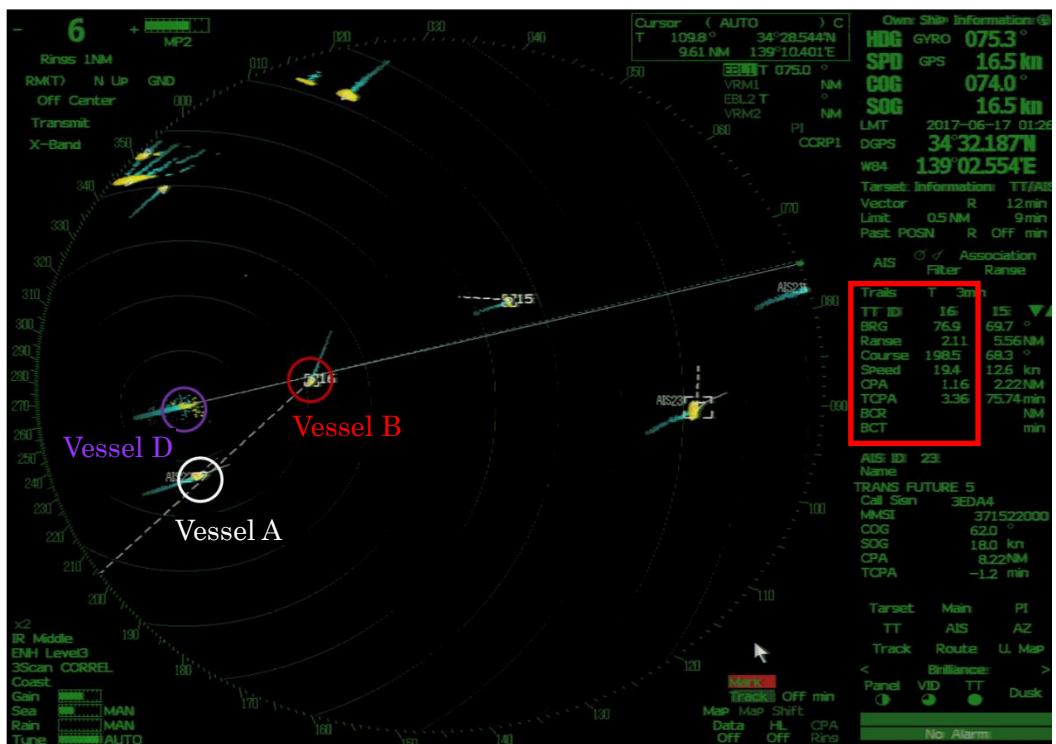 - 6 +
MP2
Rings 1NM
RM(T) N Up GND
Off Center
Transmit
X-Band
Cursor ( AUTO ) C
T 109.8° 34°28.544'N
9.61 NM 139°10.401'E
EBL1 T 075.0 °
VRM1 NM
EBL2 T °
VRM2 NM
PI
CCRP1
Own Ship Information
HDG GYRO 075.3°
SPD GPS 16.5 kn
COG 074.0°
SOG 16.5 kn
LMT 2017-06-17 01:26
DGPS 34°32.187'N
W84 139°02.554'E
Target Information TT/AIS
Vector R 12 min
Limit 0.5 NM 9 min
Past POSN R Off min
AIS Association
Filter Range
Trails T 3min
TT ID 16 15
BRG 76.9 69.7 °
Range 2.11 5.56 NM
Course 198.5 68.3 °
Speed 19.4 12.6 kn
CPA 1.16 2.22 NM
TCPA 3.36 75.74 min
BCR NM
BCT min
AIS ID 23
Name
TRANS FUTURE 5
Call Sign 3EDA4
MMSI 371522000
COG 62.0 °
SOG 18.0 kn
CPA 8.22NM
TCPA -1.2 min
Target Main PI
TT AIS AZ
Track Route U. Map
< Brilliance >
Panel VID TT Dusk
No Alarm
000
010
020
030
040
050
060
070
080
090
100
110
120
130
140
150
160
170
180
190
200
210
220
230
240
250
260
270
280
290
300
310
320
330
340
350
15
AIS21
16
AIS23
Vessel B
Vessel D
AIS22
Vessel A
x2
IR Middle
ENH Level3
3Scan CORREL
Coast
Gain
Sea MAN
Rain MAN
Tune AUTO
Mark
Track Off min
Map Map Shift
Data HL CPA
Off Off Ring